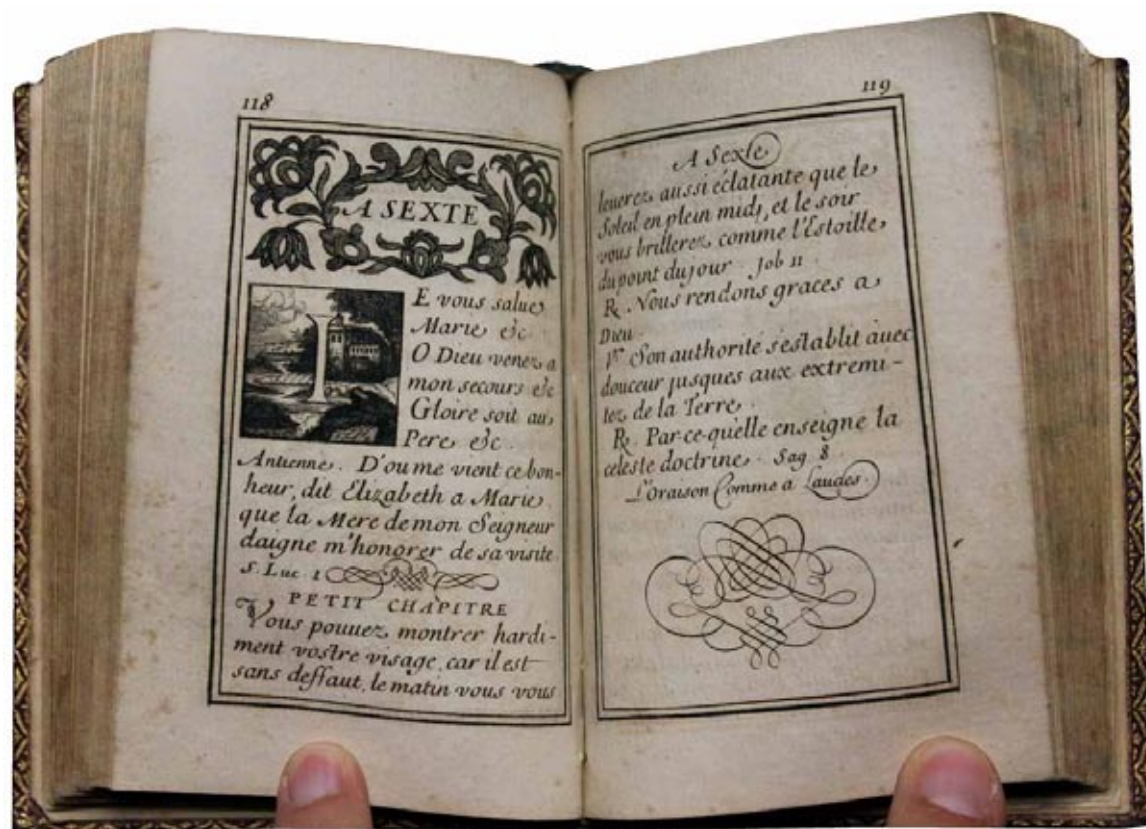 118
A SEXTE
IE vous salue
Marie etc
O Dieu venez a
mon secours etc
Gloire soit au
Pere etc.
Antienne. D'ou me vient ce bon-
heur, dit Elizabeth a Marie
que la Mere de mon Seigneur
daigne m'honorer de sa visite
S. Luc. 1
PETIT CHAPITRE
Vous pouuez montrer hardi-
ment vostre visage, car il est
sans deffaut, le matin vous vous
119
A Sexte
leuerez aussi éclatante que le
Soleil en plein midy, et le soir
vous brillerez comme l'Estoille
du point du jour. Job 11.
℟. Nous rendons graces a
Dieu.
℣. Son authorité s'establit auec
douceur jusques aux extremi-
tez de la Terre.
℟. Par-ce-qu'elle enseigne la
celeste doctrine. Sag 8.
L'Oraison Comme a Laudes.